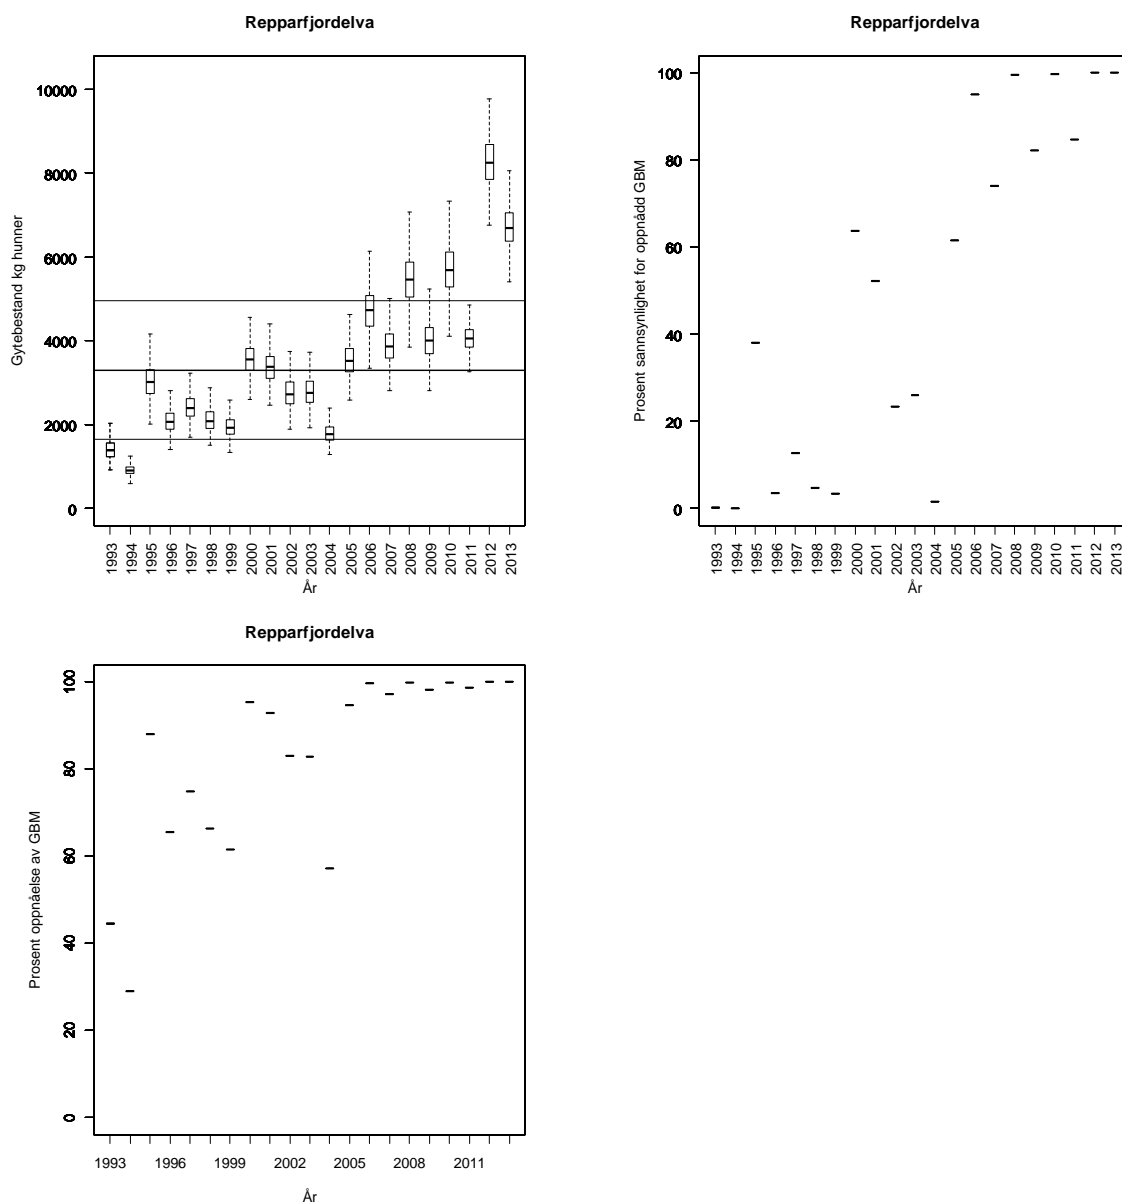 Repparfjordelva
Gytebestand kg hunner
10000
8000
6000
4000
2000
0
1993 1994 1995 1996 1997 1998 1999 2000 2001 2002 2003 2004 2005 2006 2007 2008 2009 2010 2011 2012 2013
År
Repparfjordelva
Prosent sannsynlighet for oppnådd GBM
100
80
60
40
20
0
1993 1994 1995 1996 1997 1998 1999 2000 2001 2002 2003 2004 2005 2006 2007 2008 2009 2010 2011 2012 2013
År
Repparfjordelva
Prosent oppnåelse av GBM
100
80
60
40
20
0
1993 1996 1999 2002 2005 2008 2011
År